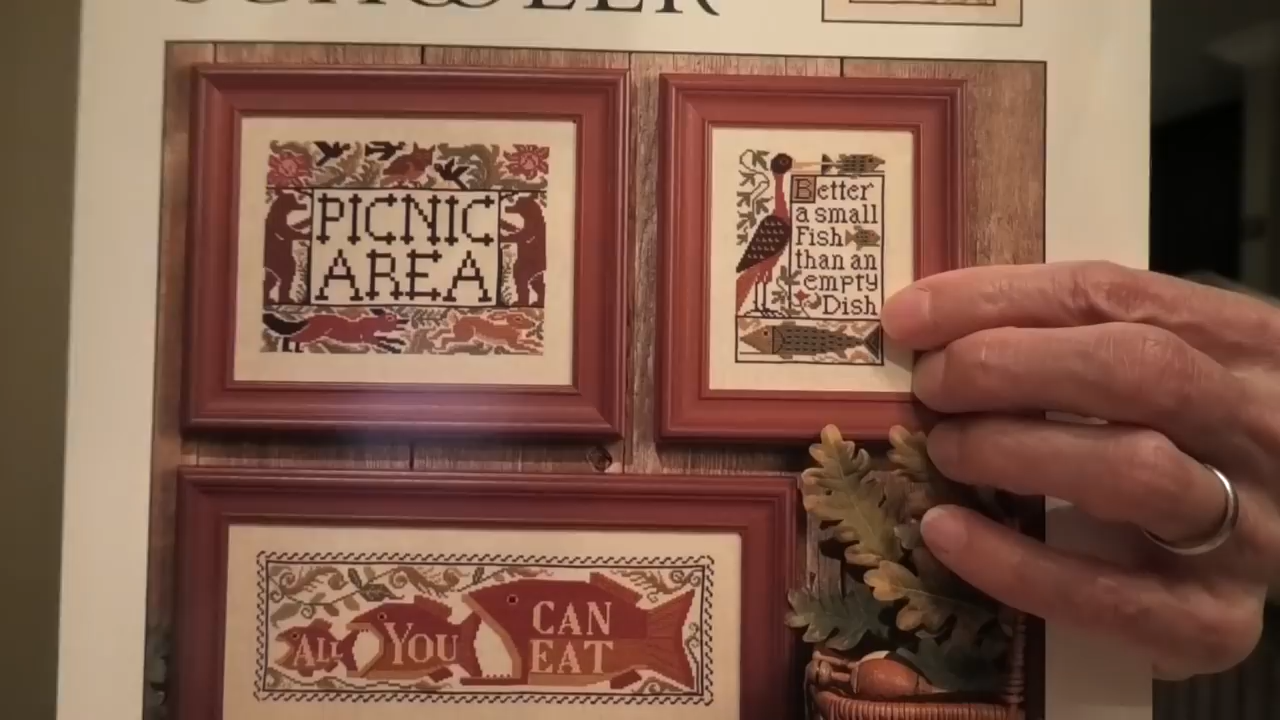 PICNIC
AREA
Better
a small
Fish
than an
empty
Dish
ALL YOU CAN
EAT